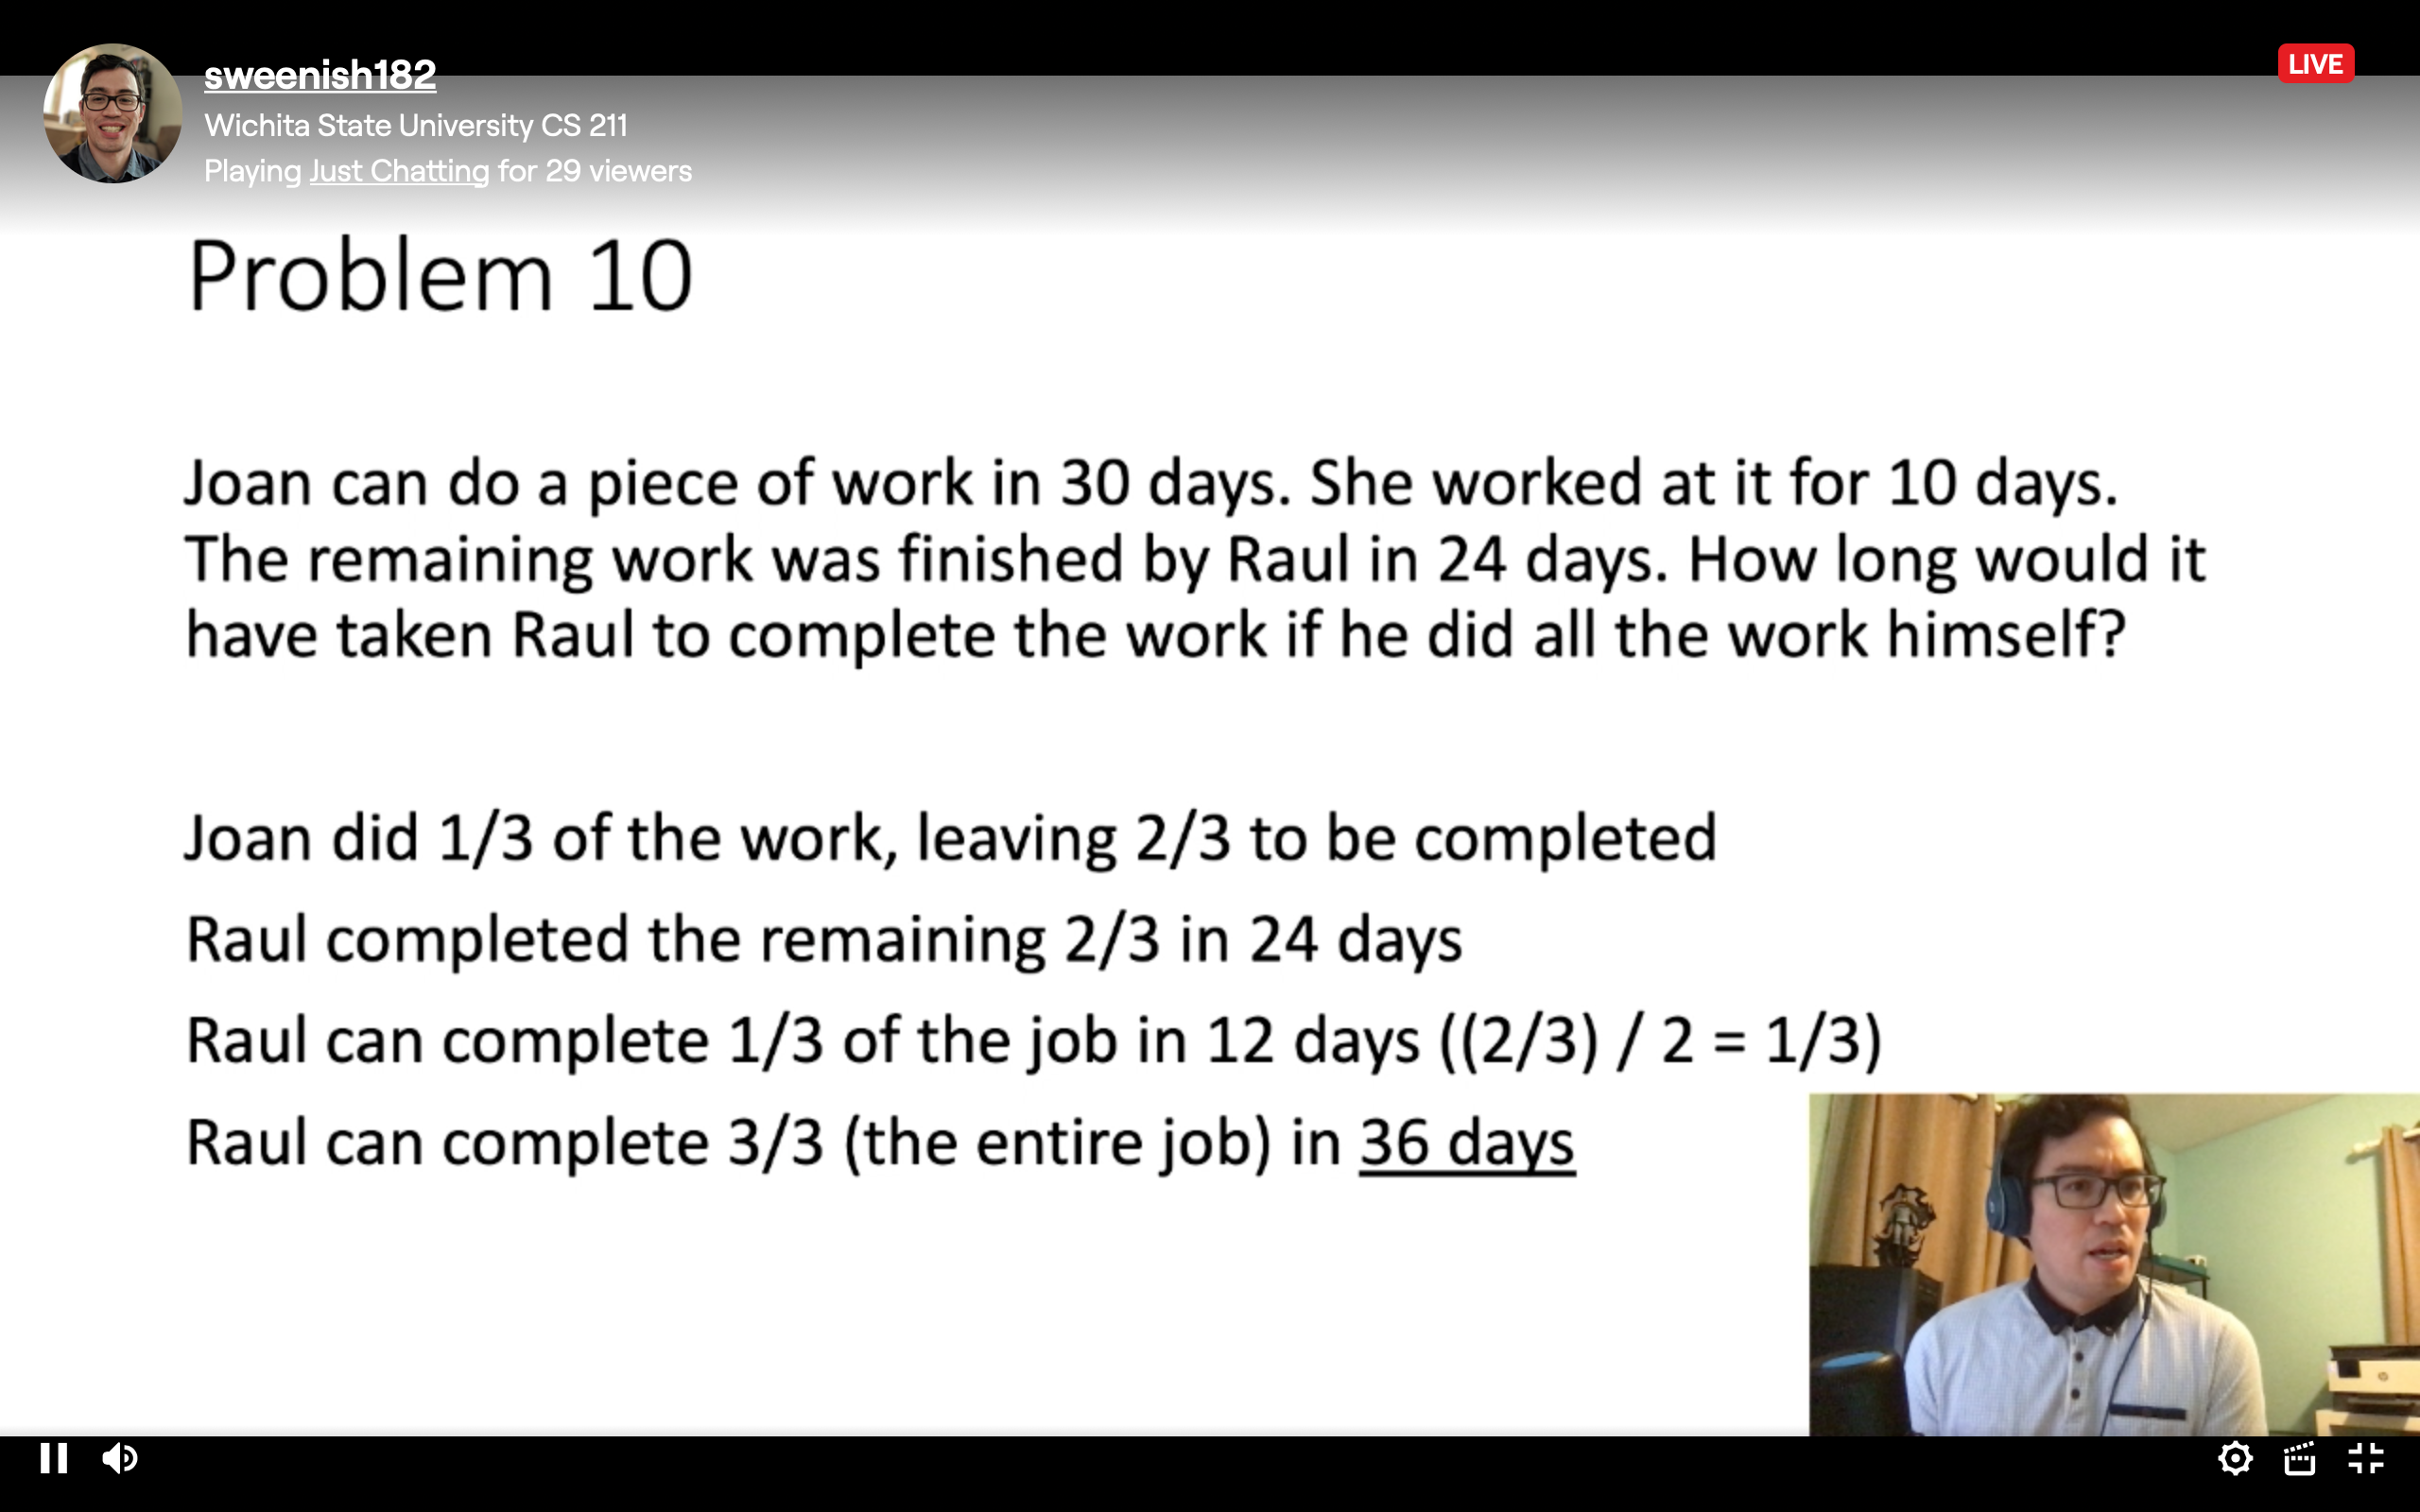 sweenish182
LIVE
Wichita State University CS 211
Playing Just Chatting for 29 viewers
Problem 10
Joan can do a piece of work in 30 days. She worked at it for 10 days.
The remaining work was finished by Raul in 24 days. How long would it
have taken Raul to complete the work if he did all the work himself?
Joan did 1/3 of the work, leaving 2/3 to be completed
Raul completed the remaining 2/3 in 24 days
Raul can complete 1/3 of the job in 12 days ((2/3) / 2 = 1/3)
Raul can complete 3/3 (the entire job) in 36 days